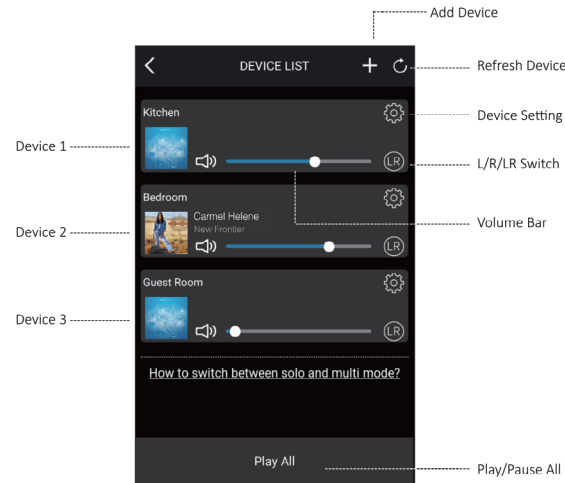 Add Device
DEVICE LIST
Refresh Device
Kitchen
Device Setting
Device 1
LR
L/R/LR Switch
Bedroom
Volume Bar
Carmel Helene
New Frontier
Device 2
LR
Guest Room
Device 3
LR
How to switch between solo and multi mode?
Play All
Play/Pause All